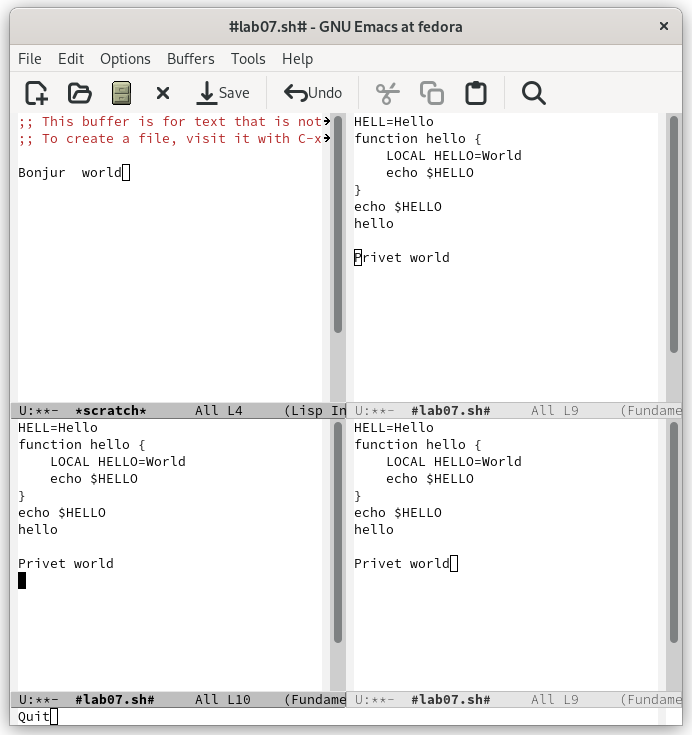 #lab07.sh# - GNU Emacs at fedora
File Edit Options Buffers Tools Help
Save Undo
;; This buffer is for text that is not
;; To create a file, visit it with C-x
Bonjur  world
U:**-  *scratch*      All L4     (Lisp In
HELL=Hello
function hello {
    LOCAL HELLO=World
    echo $HELLO
}
echo $HELLO
hello
Privet world
U:**-  #lab07.sh#     All L9     (Fundame
HELL=Hello
function hello {
    LOCAL HELLO=World
    echo $HELLO
}
echo $HELLO
hello
Privet world
U:**-  #lab07.sh#     All L10    (Fundame
HELL=Hello
function hello {
    LOCAL HELLO=World
    echo $HELLO
}
echo $HELLO
hello
Privet world
U:**-  #lab07.sh#     All L9     (Fundame
Quit